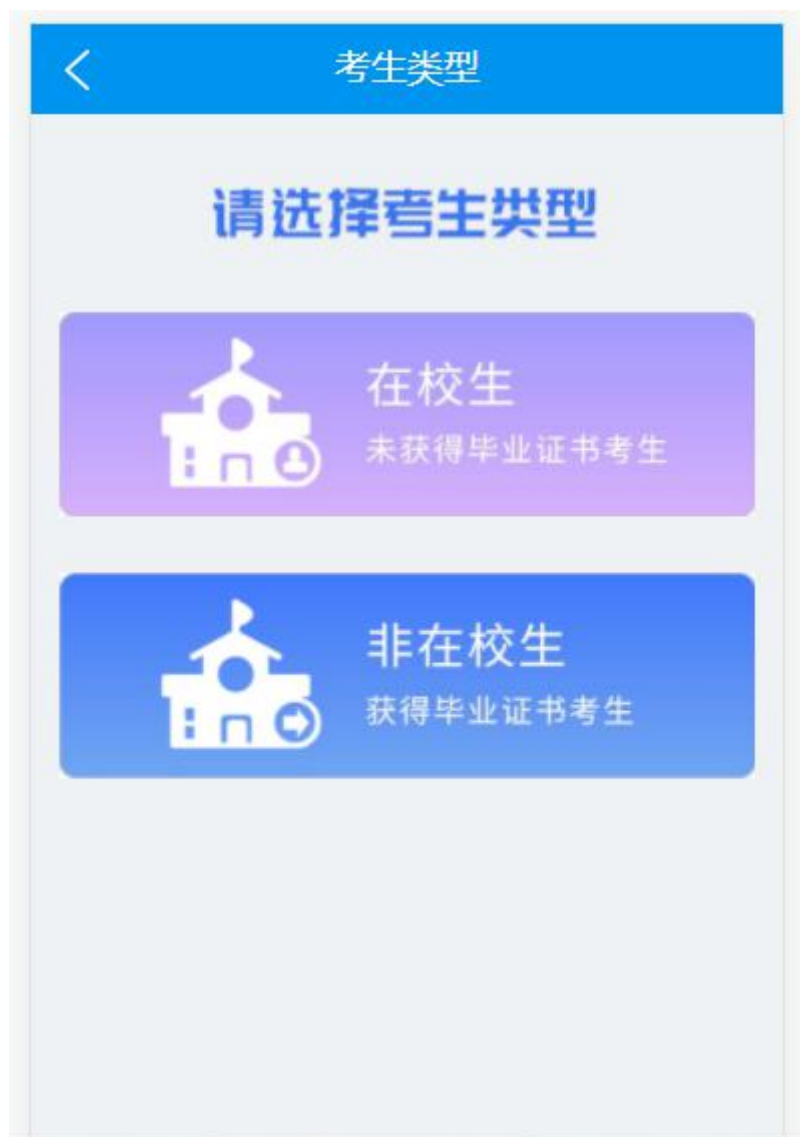 考生类型
请选择考生类型
在校生
未获得毕业证书考生
非在校生
获得毕业证书考生